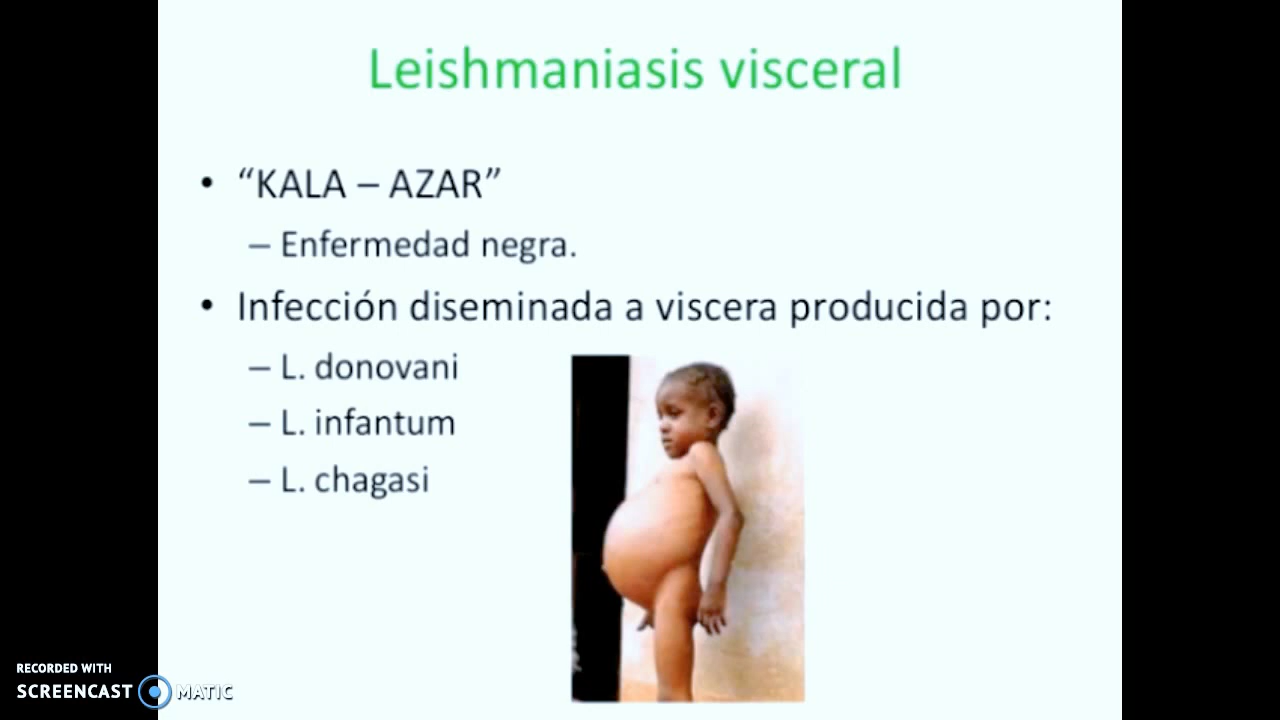 Leishmaniasis visceral
• “KALA – AZAR”
– Enfermedad negra.
• Infección diseminada a viscera producida por:
– L. donovani
– L. infantum
– L. chagasi
RECORDED WITH
SCREENCAST MATIC